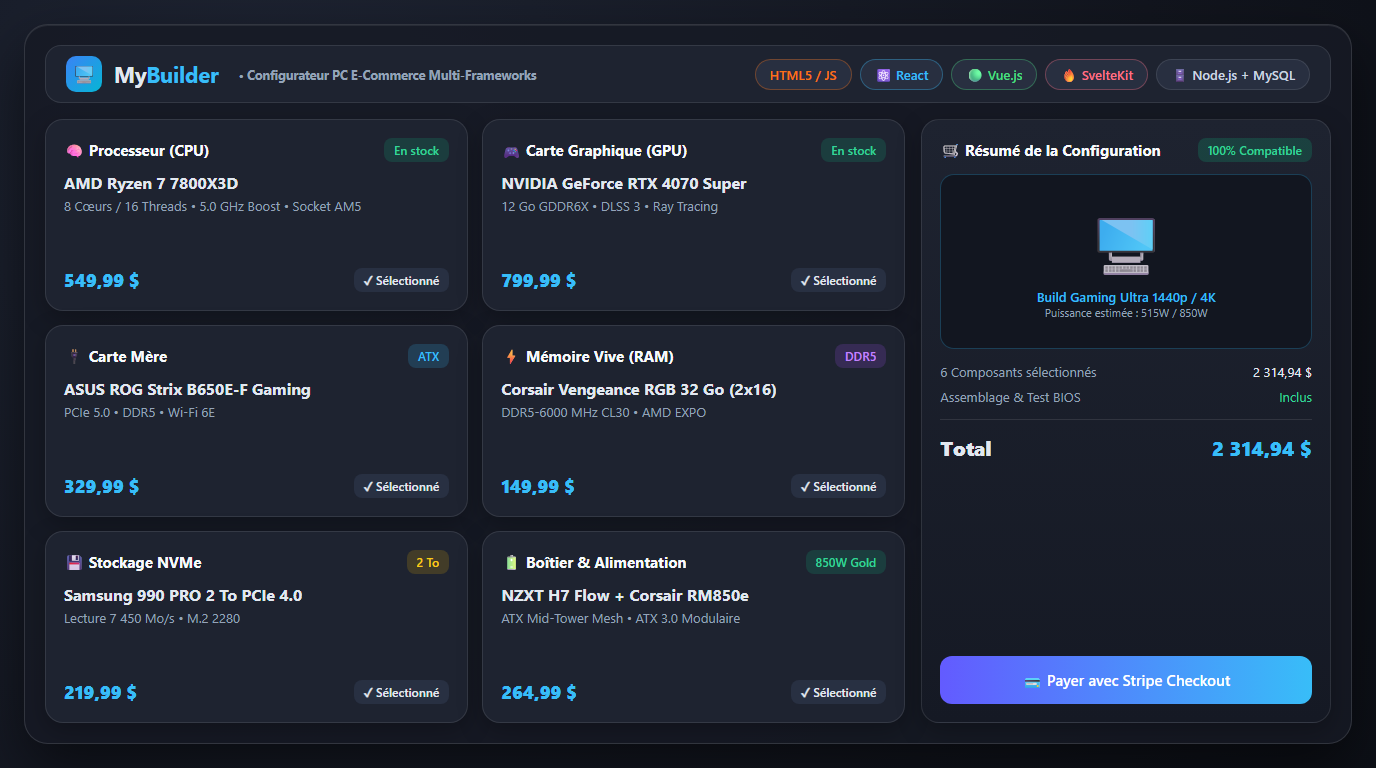 MyBuilder • Configurateur PC E-Commerce Multi-Frameworks
HTML5 / JS
React
Vue.js
SvelteKit
Node.js + MySQL
Processeur (CPU)
En stock
AMD Ryzen 7 7800X3D
8 Cœurs / 16 Threads • 5.0 GHz Boost • Socket AM5
549,99 $
✓ Sélectionné
Carte Graphique (GPU)
En stock
NVIDIA GeForce RTX 4070 Super
12 Go GDDR6X • DLSS 3 • Ray Tracing
799,99 $
✓ Sélectionné
Carte Mère
ATX
ASUS ROG Strix B650E-F Gaming
PCIe 5.0 • DDR5 • Wi-Fi 6E
329,99 $
✓ Sélectionné
Mémoire Vive (RAM)
DDR5
Corsair Vengeance RGB 32 Go (2x16)
DDR5-6000 MHz CL30 • AMD EXPO
149,99 $
✓ Sélectionné
Stockage NVMe
2 To
Samsung 990 PRO 2 To PCIe 4.0
Lecture 7 450 Mo/s • M.2 2280
219,99 $
✓ Sélectionné
Boîtier & Alimentation
850W Gold
NZXT H7 Flow + Corsair RM850e
ATX Mid-Tower Mesh • ATX 3.0 Modulaire
264,99 $
✓ Sélectionné
Résumé de la Configuration
100% Compatible
Build Gaming Ultra 1440p / 4K
Puissance estimée : 515W / 850W
6 Composants sélectionnés 2 314,94 $
Assemblage & Test BIOS Inclus
Total 2 314,94 $
Payer avec Stripe Checkout